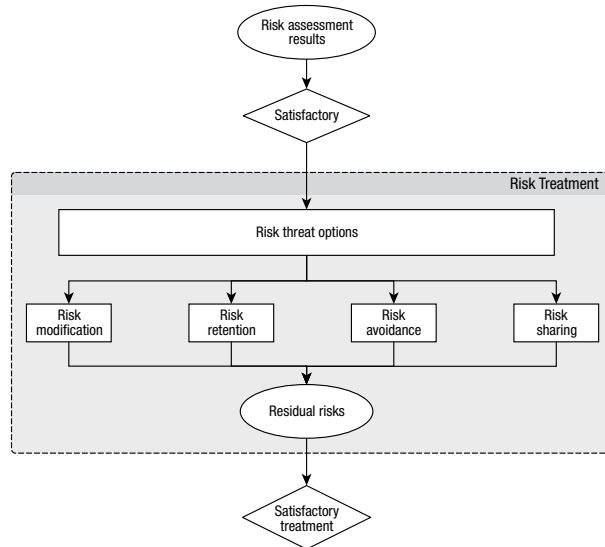 Risk assessment
results
Satisfactory
Risk Treatment
Risk threat options
Risk
modification
Risk
retention
Risk
avoidance
Risk
sharing
Residual risks
Satisfactory
treatment